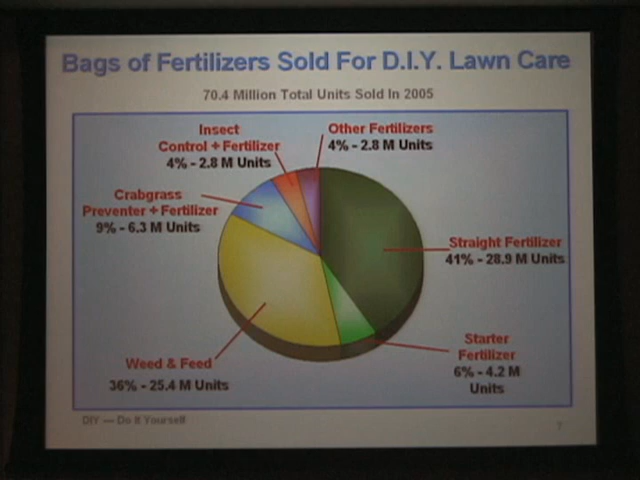 Bags of Fertilizers Sold For D.I.Y. Lawn Care
70.4 Million Total Units Sold In 2005
Insect
Control + Fertilizer
4% - 2.8 M Units
Other Fertilizers
4% - 2.8 M Units
Crabgrass
Preventer + Fertilizer
9% - 6.3 M Units
Straight Fertilizer
41% - 28.9 M Units
Starter
Fertilizer
6% - 4.2 M
Units
Weed & Feed
36% - 25.4 M Units
DIY — Do It Yourself
7